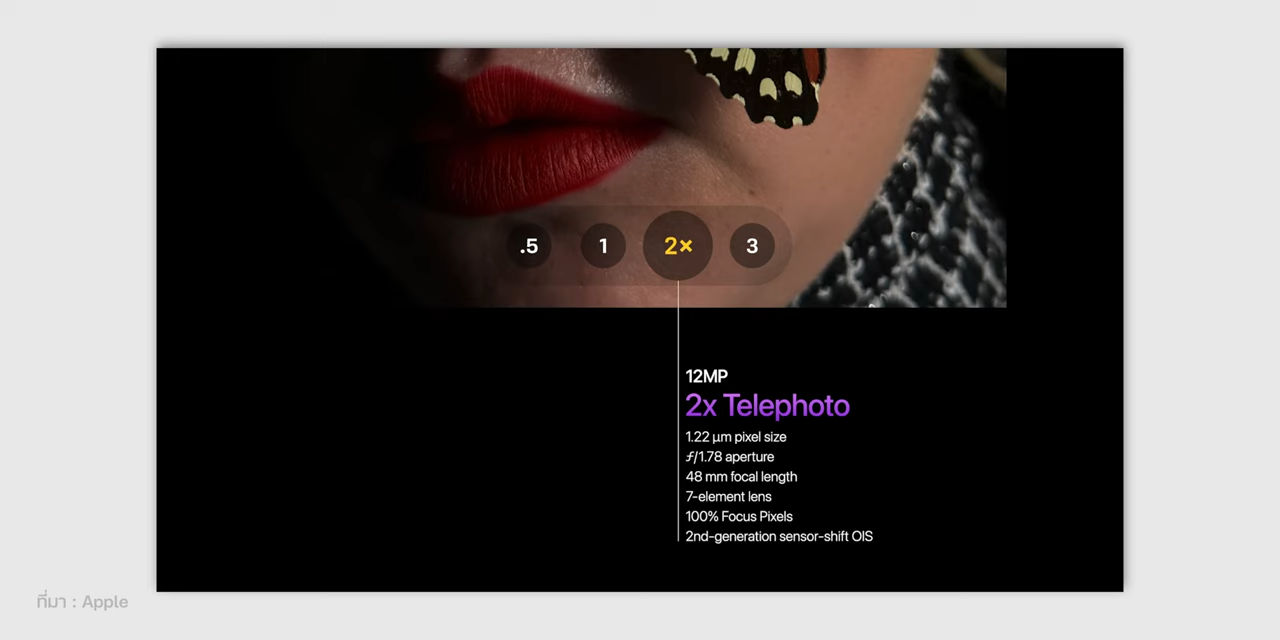 .5 1 2× 3
12MP
2x Telephoto
1.22 µm pixel size
ƒ/1.78 aperture
48 mm focal length
7-element lens
100% Focus Pixels
2nd-generation sensor-shift OIS
ที่มา : Apple